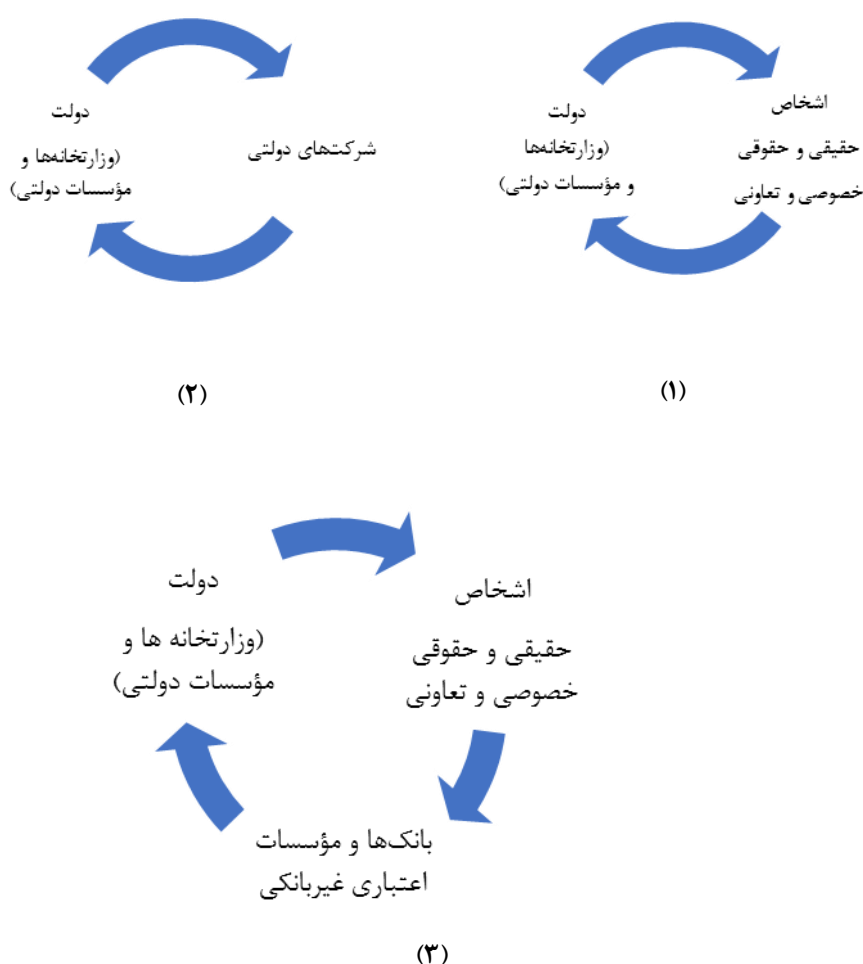 اشخاص
حقیقی و حقوقی
خصوصی و تعاونی
دولت
(وزارتخانه‌ها
و مؤسسات دولتی)
(۱)
شرکت‌های دولتی
دولت
(وزارتخانه‌ها و
مؤسسات دولتی)
(۲)
اشخاص
حقیقی و حقوقی
خصوصی و تعاونی
دولت
(وزارتخانه ها و
مؤسسات دولتی)
بانک‌ها و مؤسسات
اعتباری غیربانکی
(۳)